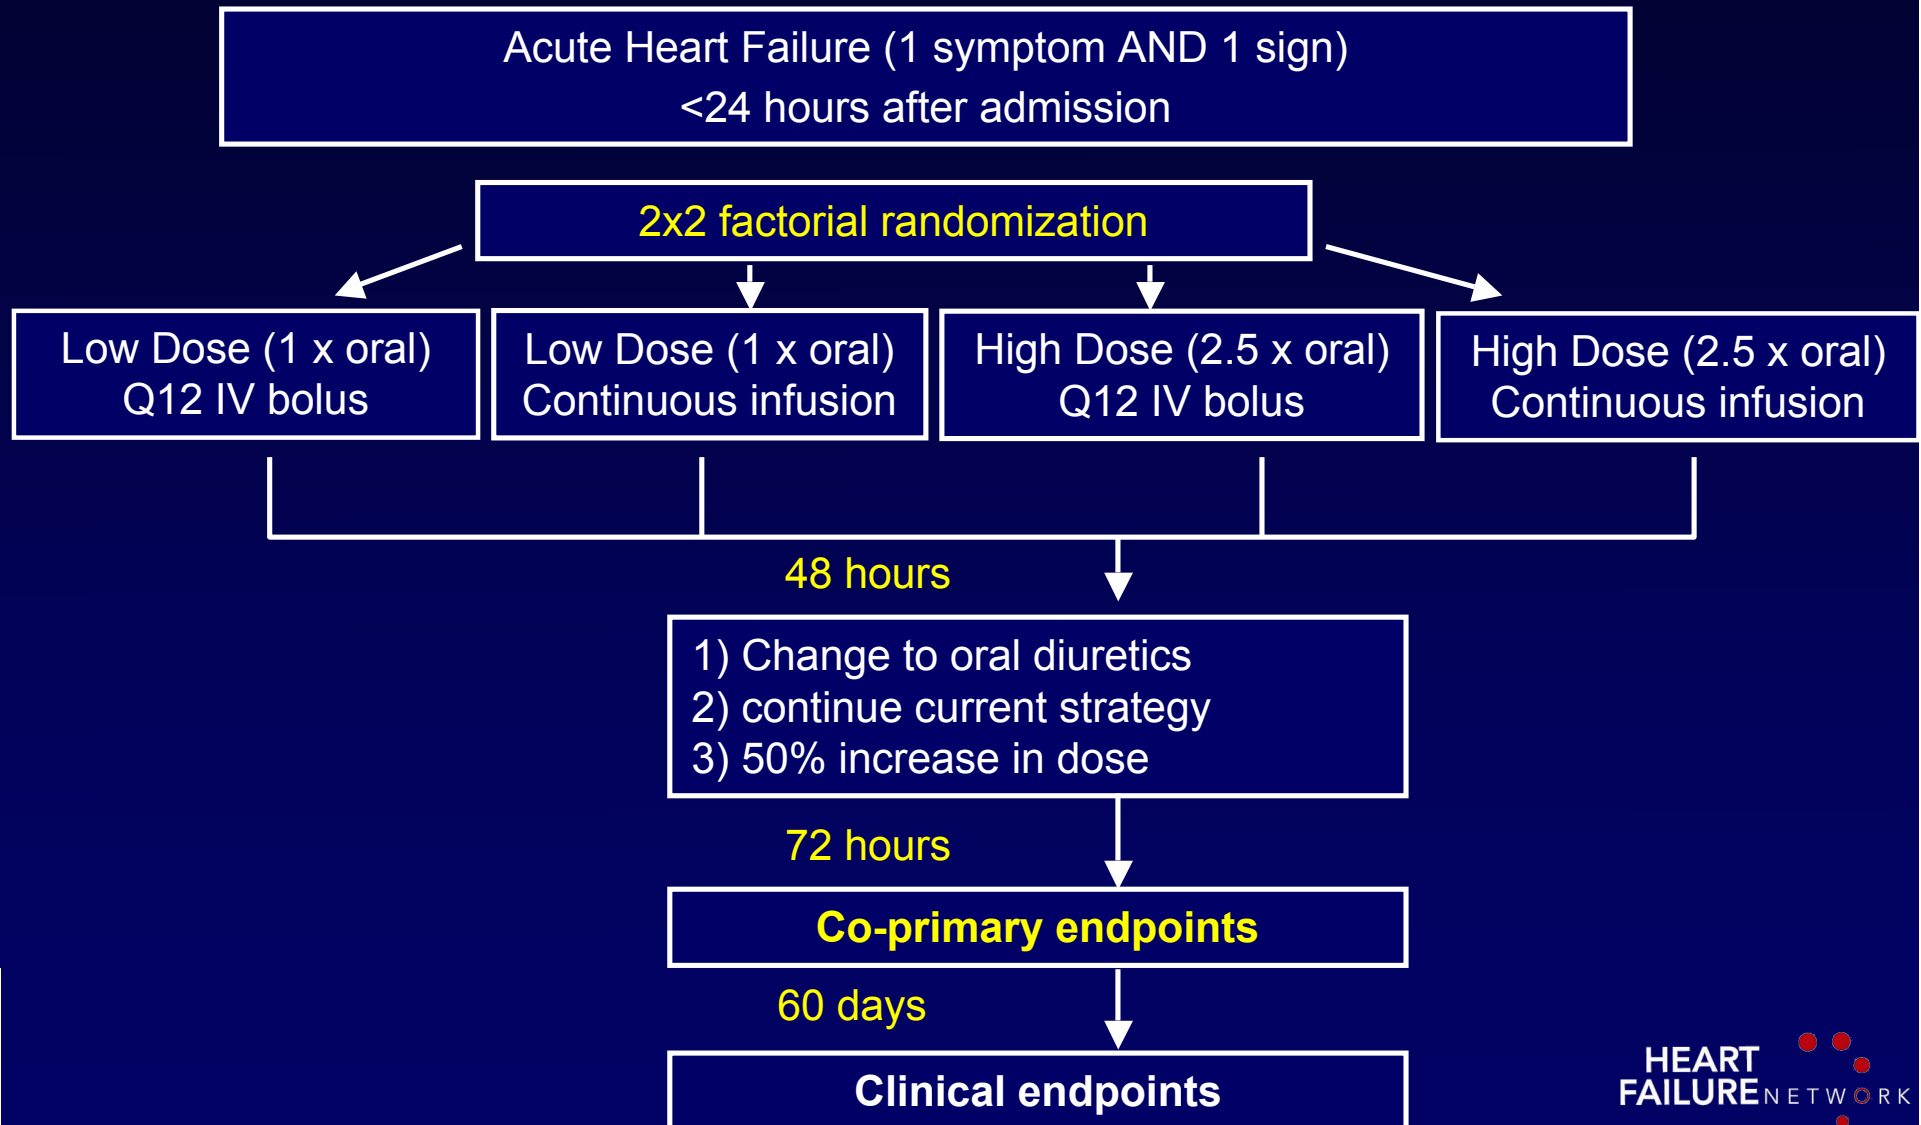 Acute Heart Failure (1 symptom AND 1 sign)
<24 hours after admission
2x2 factorial randomization
Low Dose (1 x oral)
Q12 IV bolus
Low Dose (1 x oral)
Continuous infusion
High Dose (2.5 x oral)
Q12 IV bolus
High Dose (2.5 x oral)
Continuous infusion
48 hours
1) Change to oral diuretics
2) continue current strategy
3) 50% increase in dose
72 hours
Co-primary endpoints
60 days
Clinical endpoints
HEART
FAILURE NETWORK